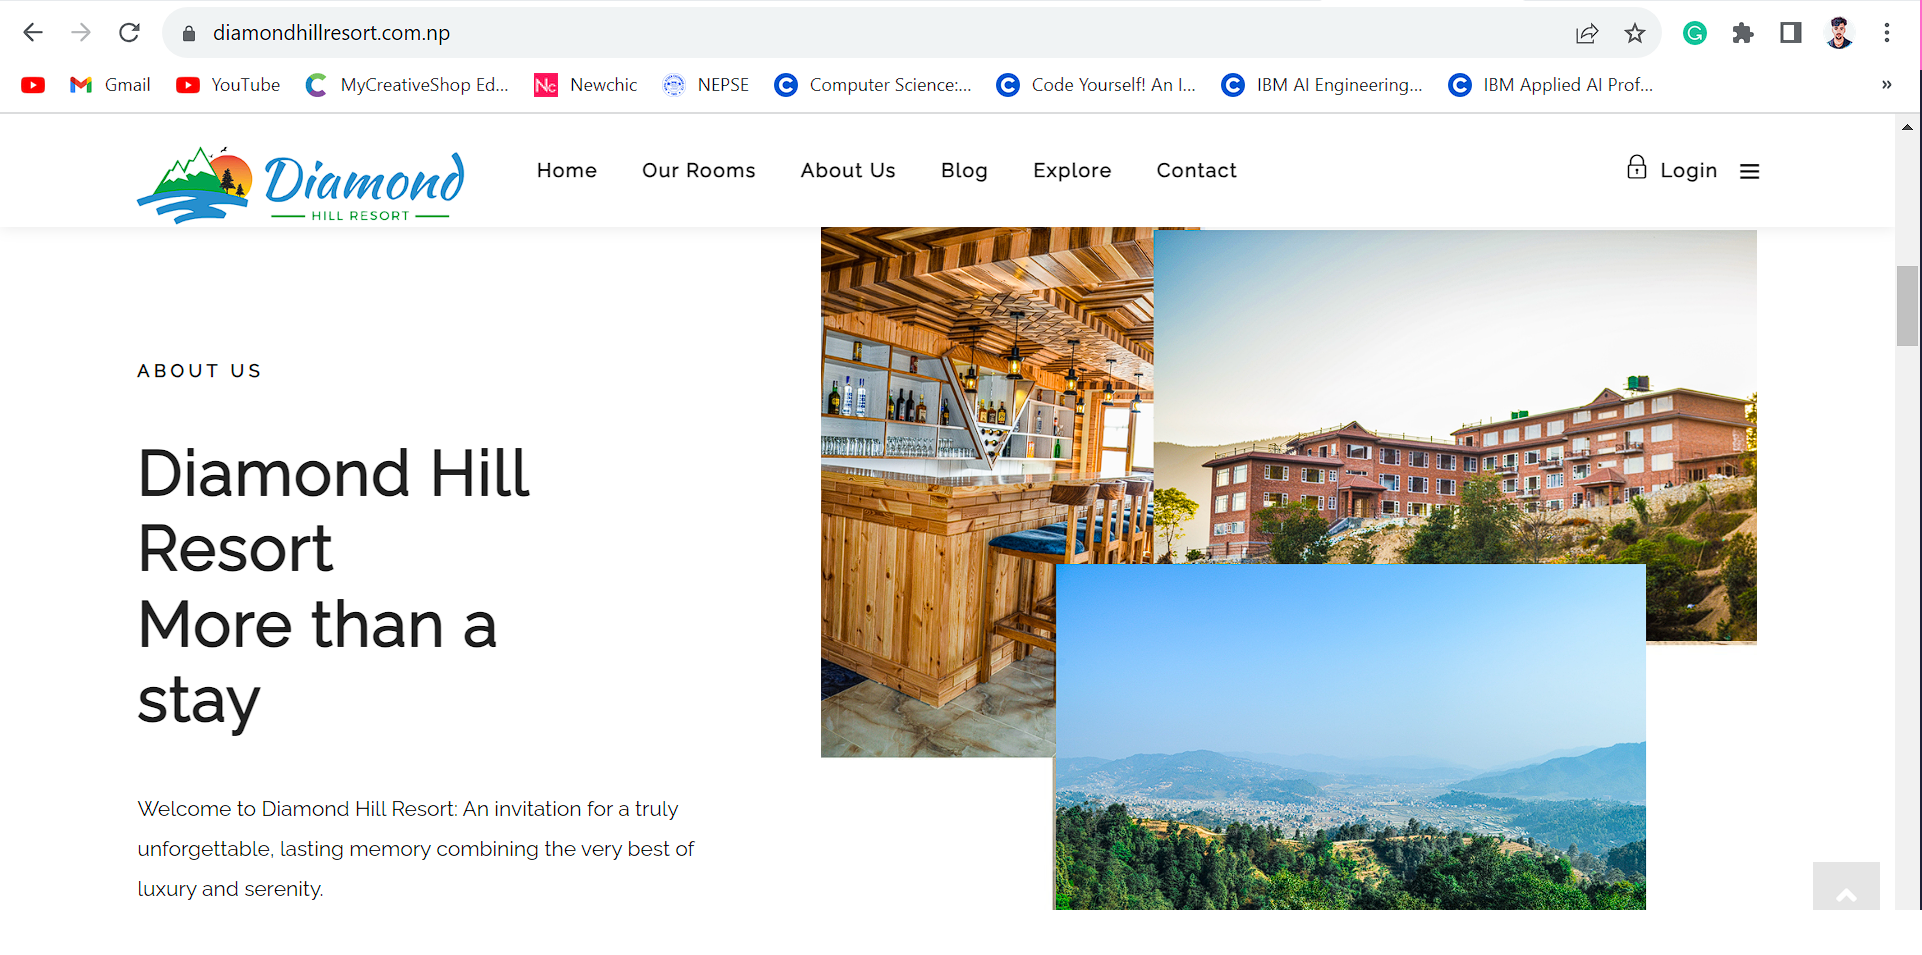 diamondhillresort.com.np
Gmail
YouTube
MyCreativeShop Ed...
Nc Newchic
NEPSE
Computer Science:...
Code Yourself! An I...
IBM AI Engineering...
IBM Applied AI Prof...
»
Diamond
HILL RESORT
Home
Our Rooms
About Us
Blog
Explore
Contact
Login
ABOUT US
Diamond Hill
Resort
More than a
stay
Welcome to Diamond Hill Resort: An invitation for a truly
unforgettable, lasting memory combining the very best of
luxury and serenity.